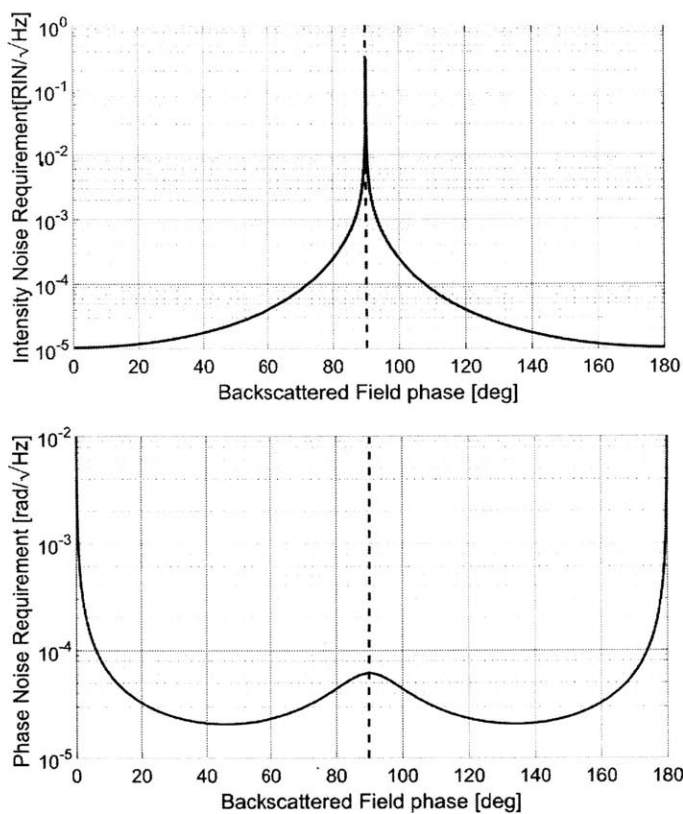 Intensity Noise Requirement[RIN/√Hz]
10^0
10^-1
10^-2
10^-3
10^-4
10^-5
0 20 40 60 80 100 120 140 160 180
Backscattered Field phase [deg]
Phase Noise Requirement [rad/√Hz]
10^-2
10^-3
10^-4
10^-5
0 20 40 60 80 100 120 140 160 180
Backscattered Field phase [deg]